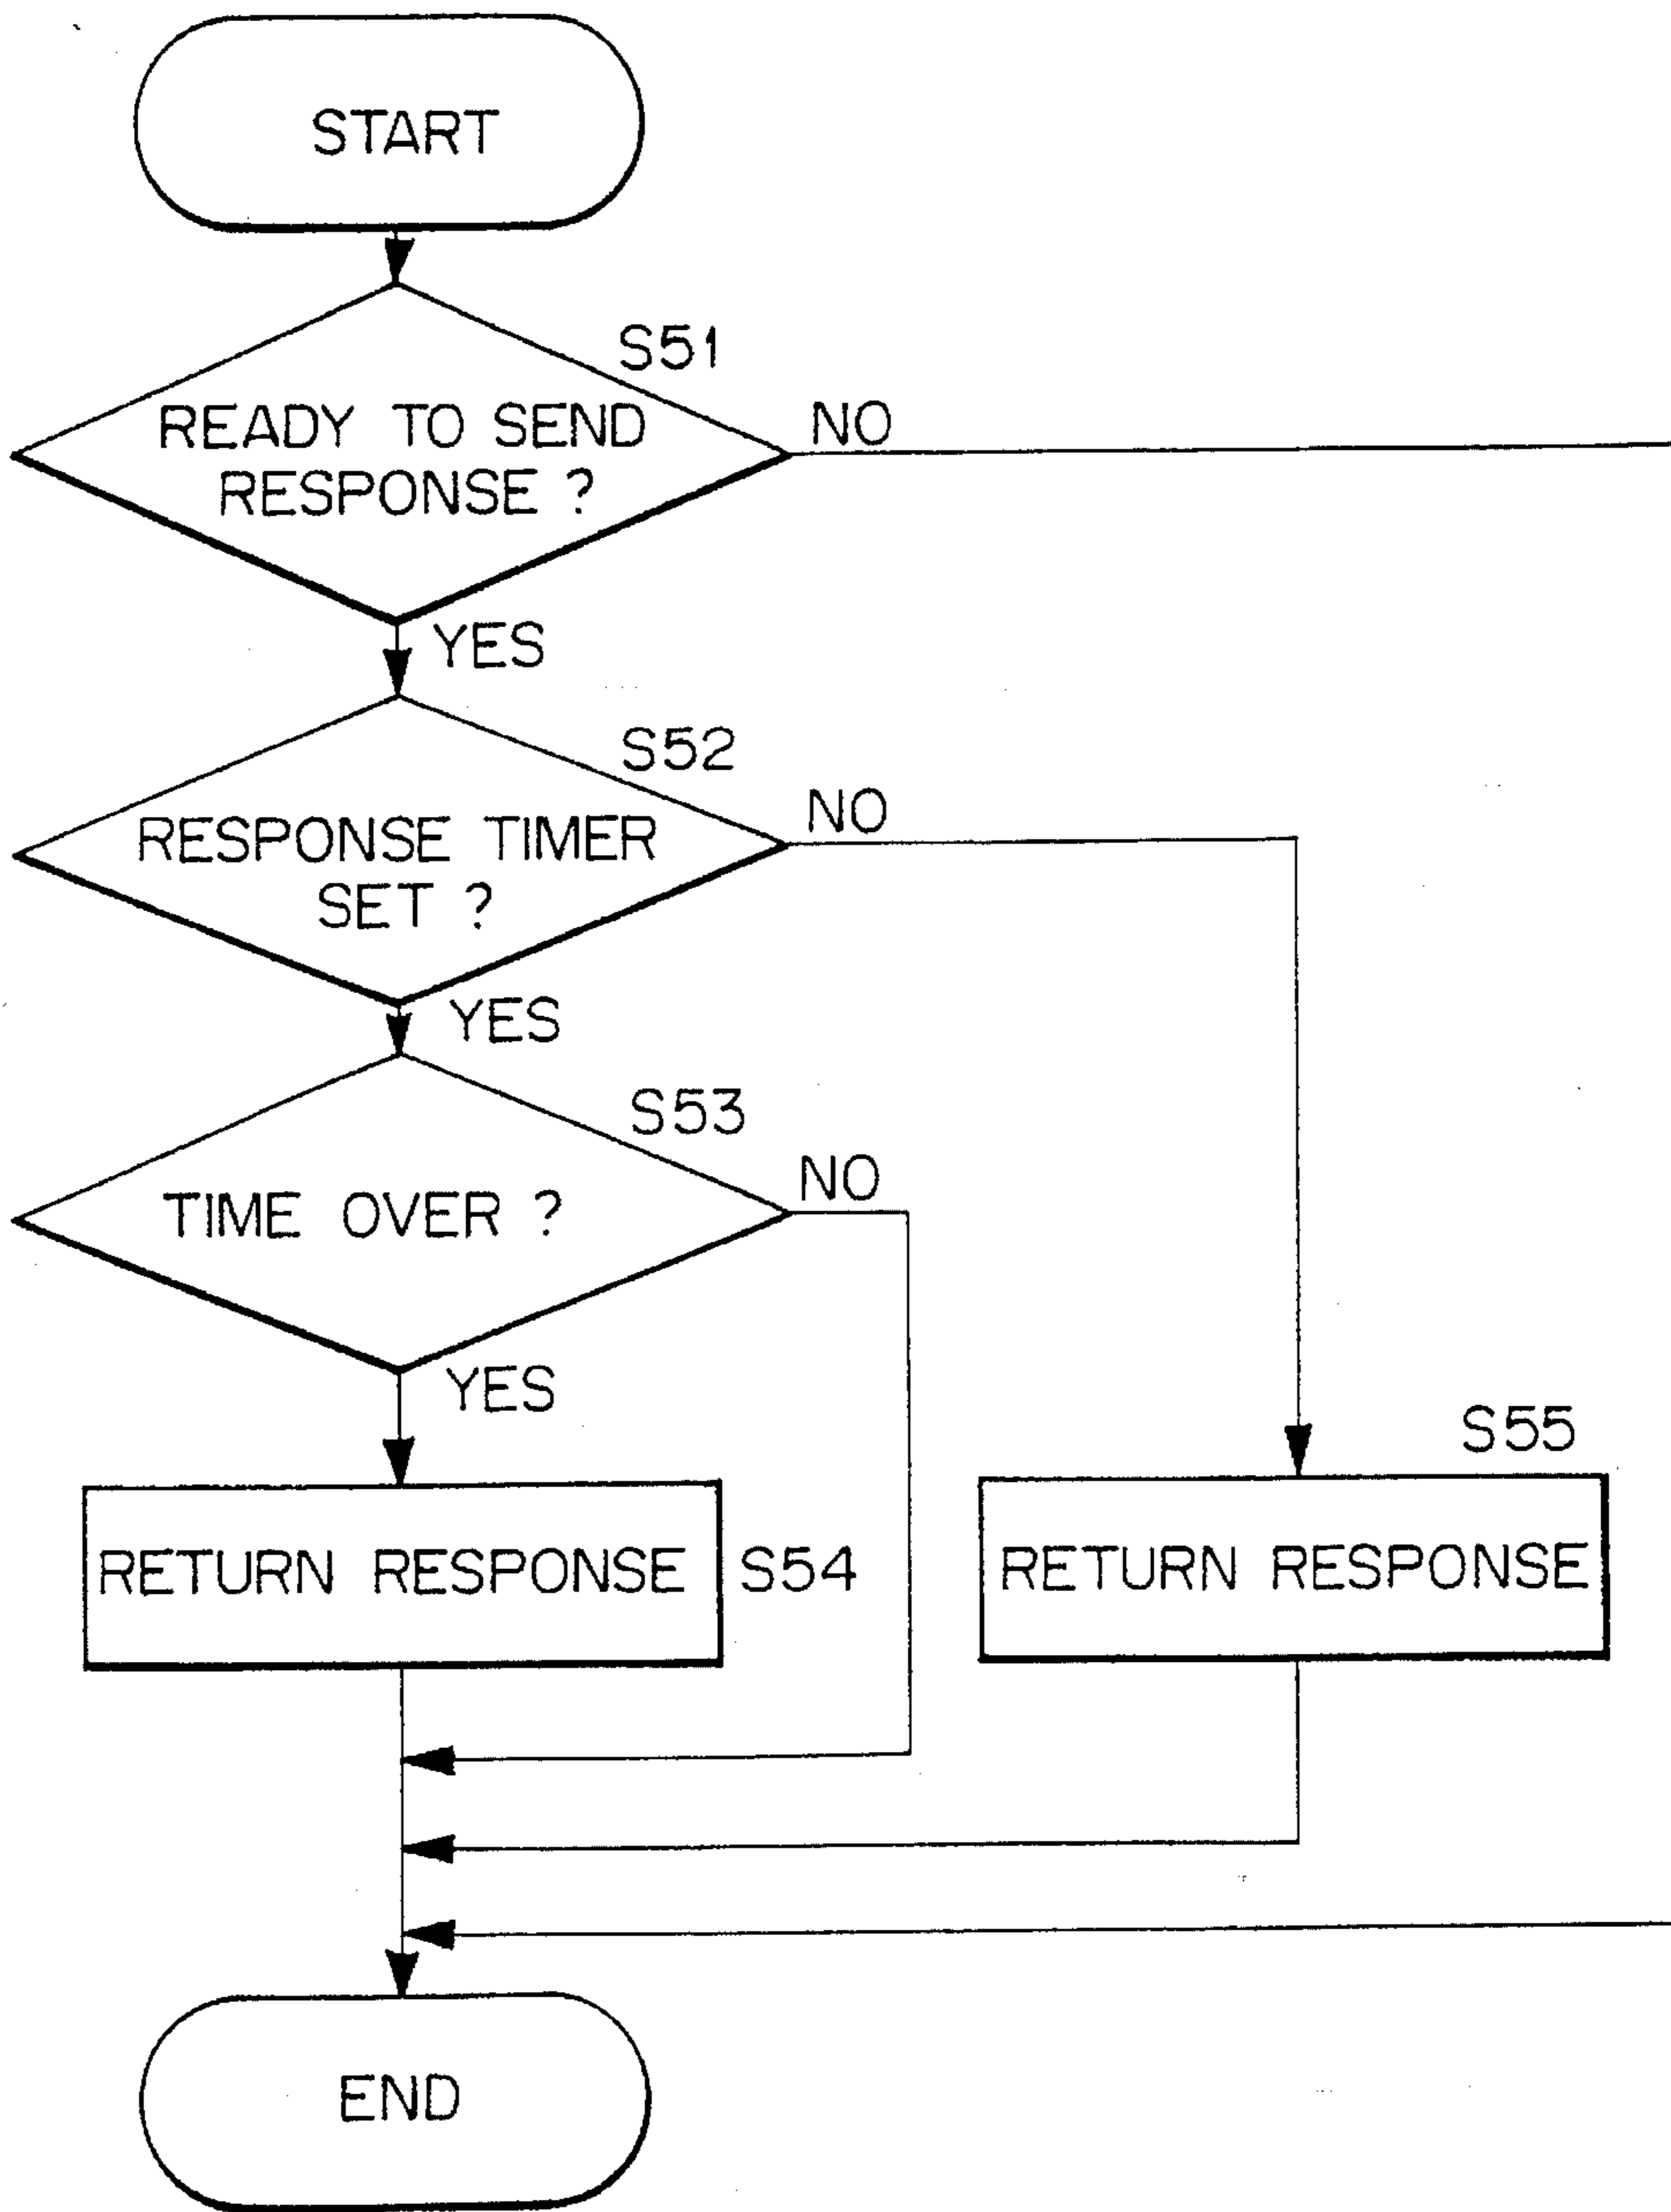 START
S51
READY TO SEND
RESPONSE ?
NO
YES
S52
RESPONSE TIMER
SET ?
NO
YES
S53
TIME OVER ?
NO
YES
S55
RETURN RESPONSE
S54
RETURN RESPONSE
END